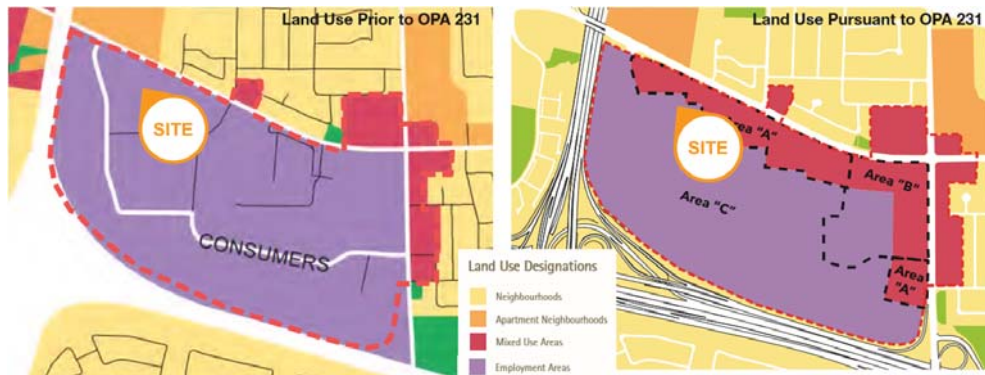 Land Use Prior to OPA 231
SITE
CONSUMERS
Land Use Designations
Neighbourhoods
Apartment Neighbourhoods
Mixed Use Areas
Employment Areas
Land Use Pursuant to OPA 231
Area "A"
SITE
Area "B"
Area "C"
Area
"A"